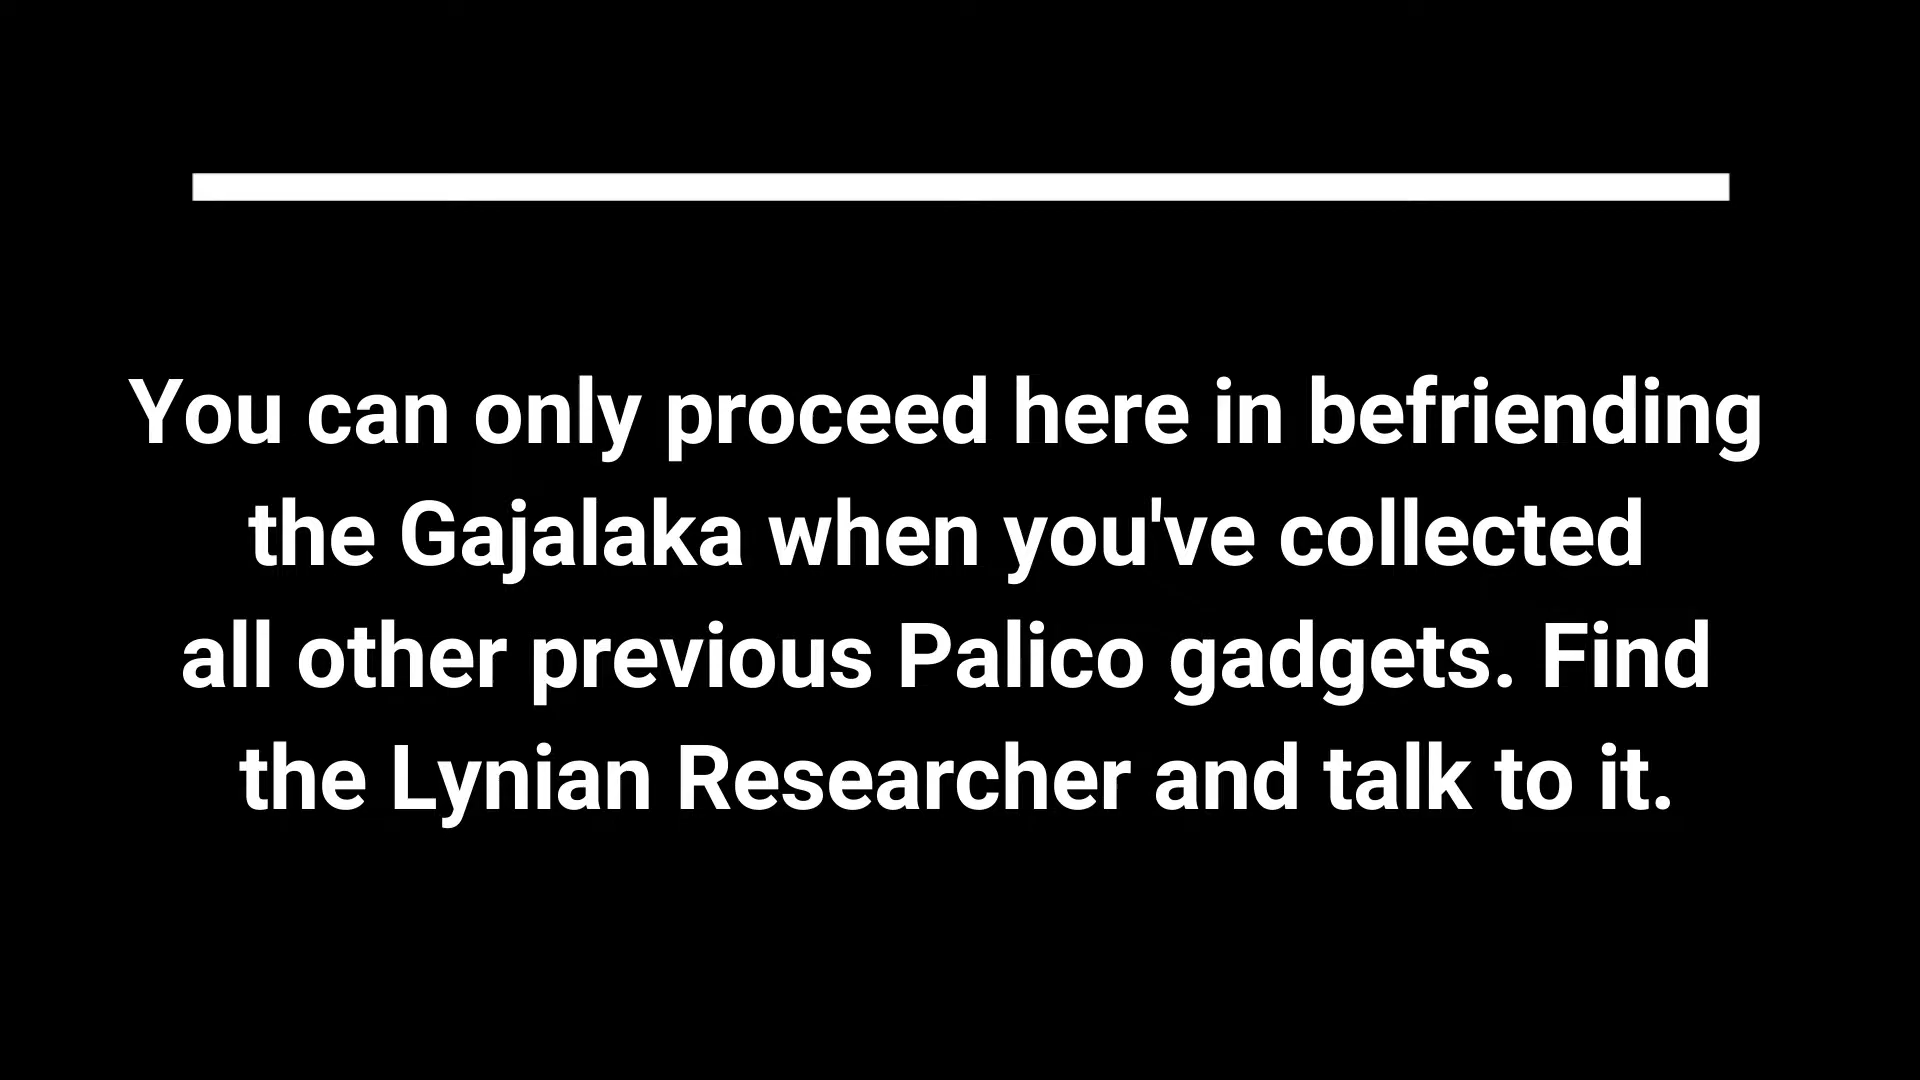 You can only proceed here in befriending
the Gajalaka when you've collected
all other previous Palico gadgets. Find
the Lynian Researcher and talk to it.